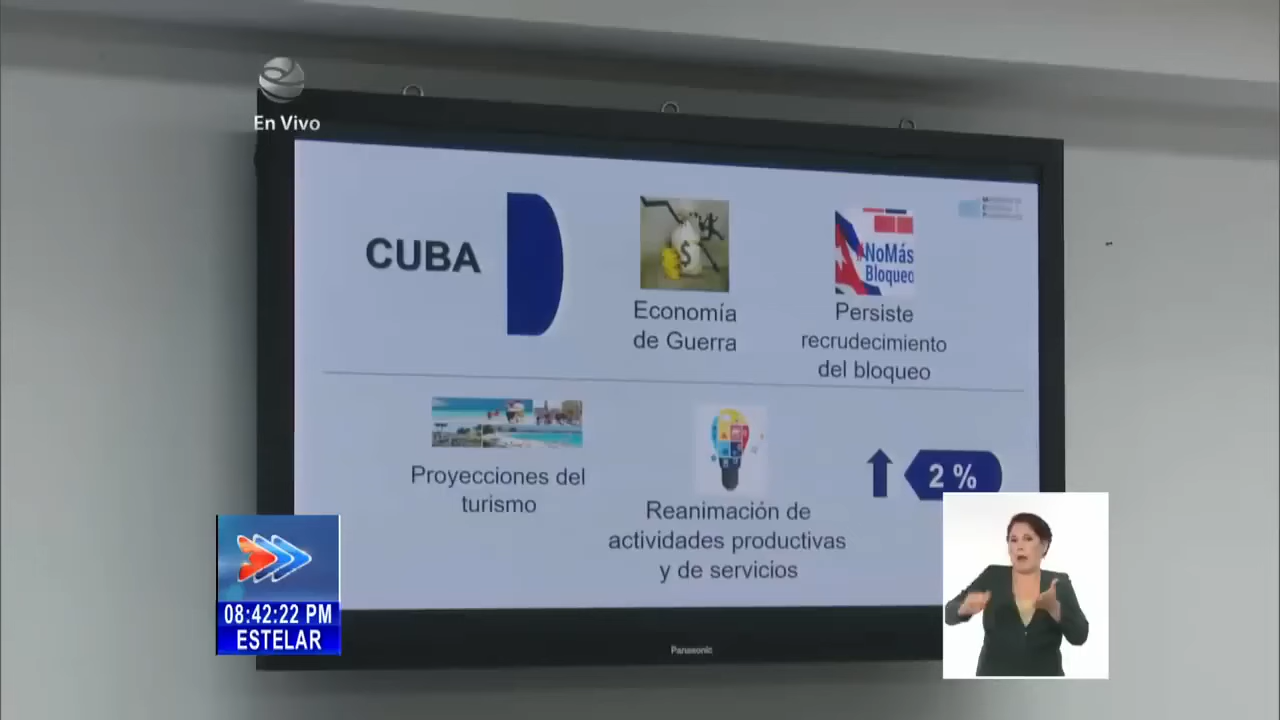 En Vivo
CUBA
$
#NoMás
Bloqueo
Economía
de Guerra
Persiste
recrudecimiento
del bloqueo
Proyecciones del
turismo
Reanimación de
actividades productivas
y de servicios
2 %
08:42:22 PM
ESTELAR
Panasonic